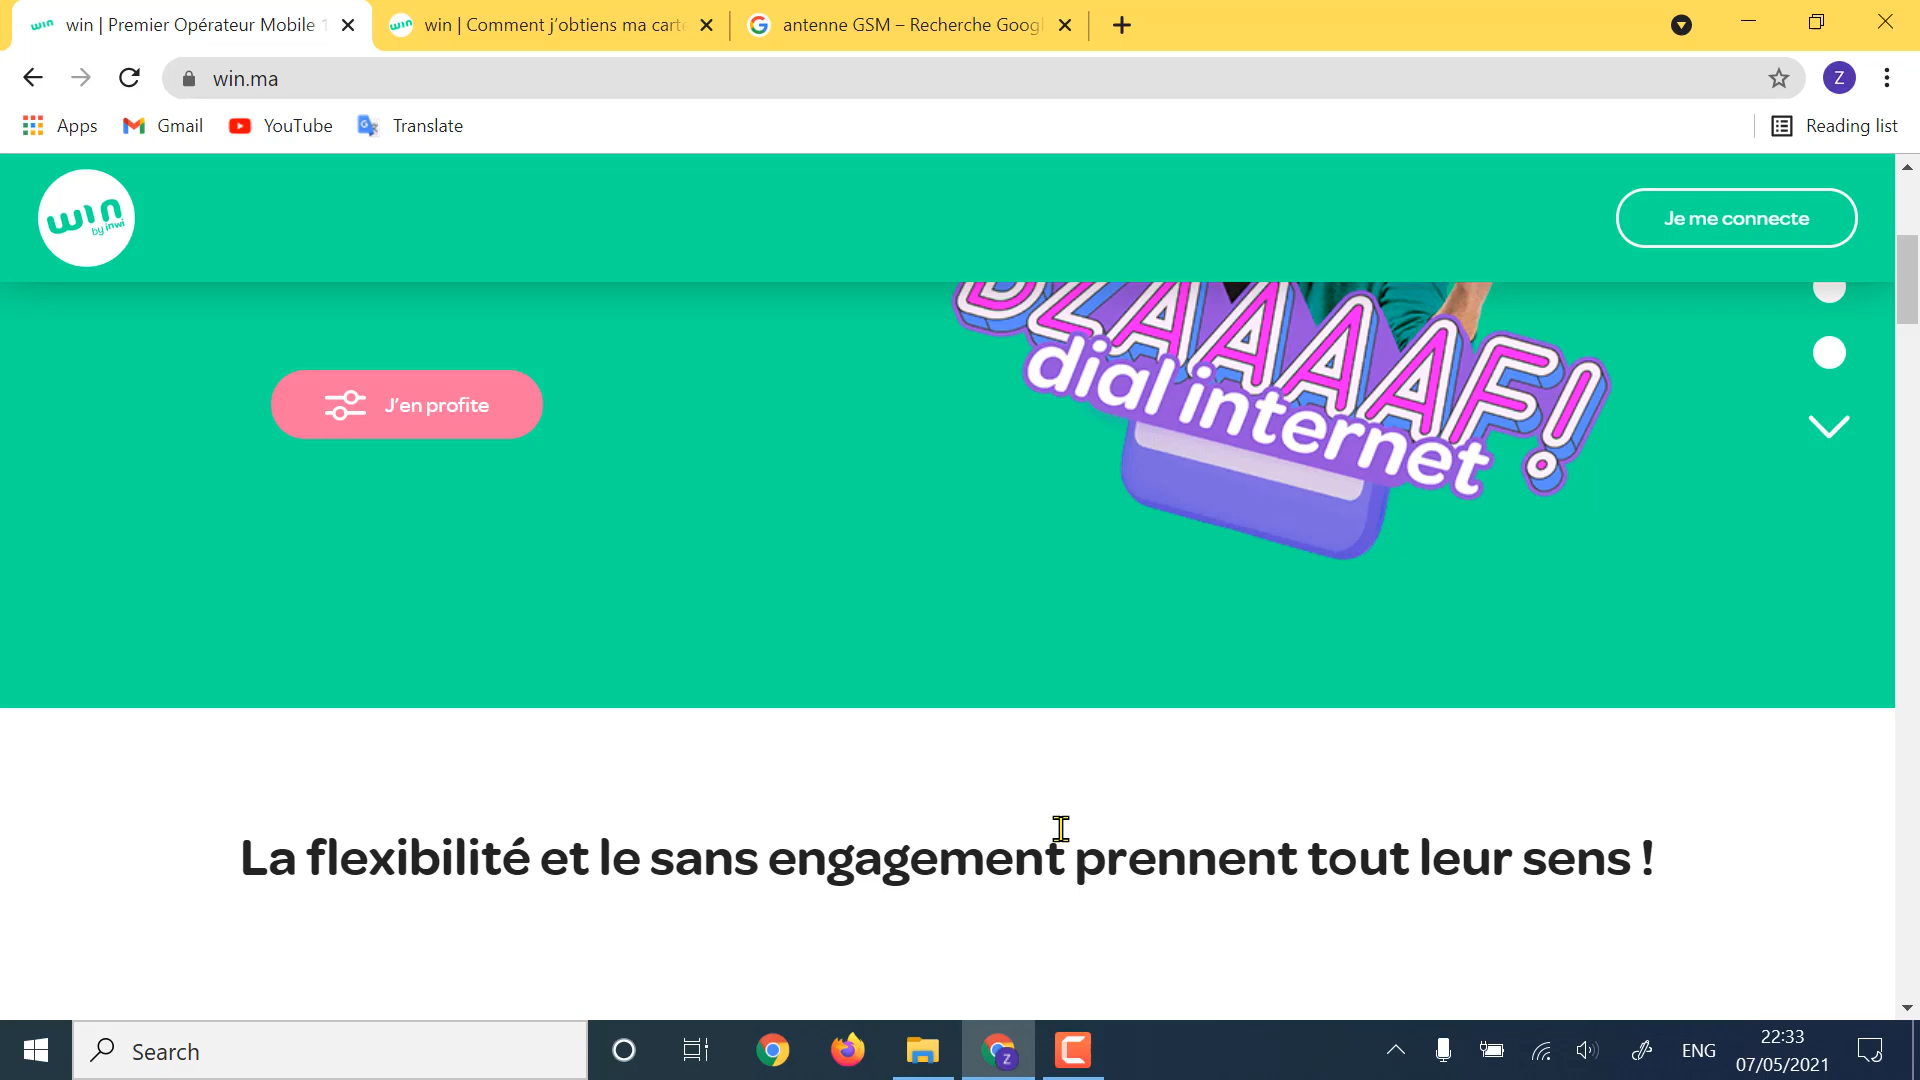 win | Premier Opérateur Mobile 1
win | Comment j'obtiens ma carte
antenne GSM – Recherche Googl
win.ma
Z
Apps
Gmail
YouTube
Translate
Reading list
win
by inwi
Je me connecte
BZAAAAF!
dial internet
J'en profite
La flexibilité et le sans engagement prennent tout leur sens !
Search
Z
ENG
22:33
07/05/2021